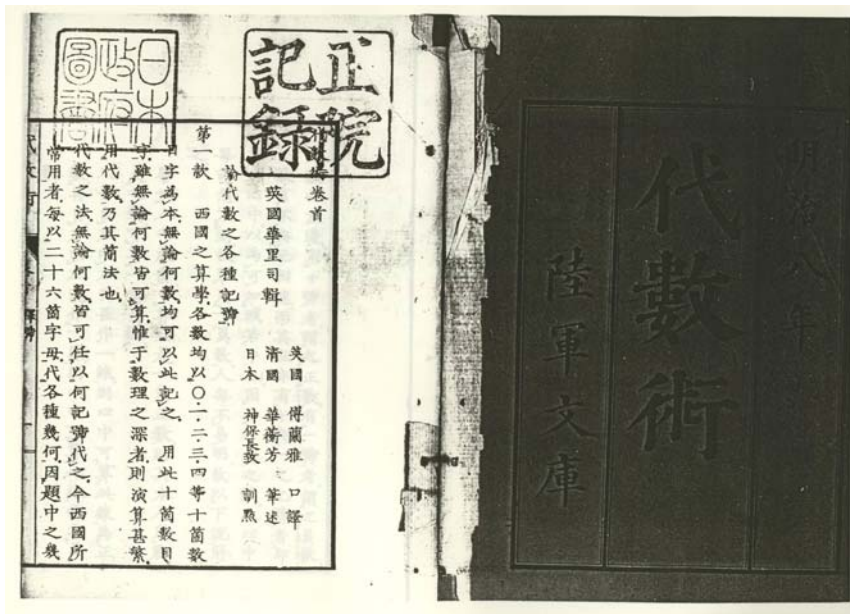 明治八年
代數術
陸軍文庫
正院
記錄
日本
政府
圖書
卷首
英國華里司輯
英國 傅蘭雅 口譯
清國 華蘅芳 筆述
日本 神保長致 訓點
論代數之各種記號
第一款 西國之算學各數均以〇一二三四等十箇數
目字為本無論何數均可以此記之 用此十箇數目
字雖無論何數皆可算惟于數理之深者則演算甚繁
用代數乃其簡法也
代數之法無論何數皆可任以何記號代之今西國所
常用者每以二十六箇字母代各種幾何因題中之幾
代數術